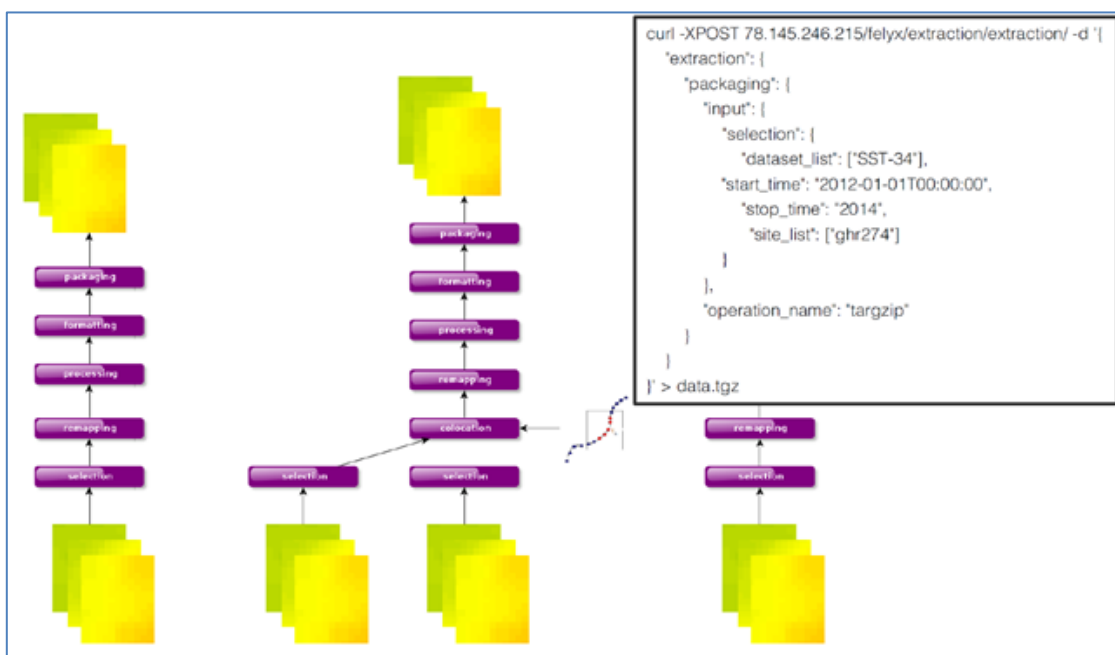 curl -XPOST 78.145.246.215/felyx/extraction/extraction/ -d '{
"extraction": {
"packaging": {
"input": {
"selection": {
"dataset_list": ["SST-34"],
"start_time": "2012-01-01T00:00:00",
"stop_time": "2014",
"site_list": ["ghr274"]
}
},
"operation_name": "targzip"
}
}
}' > data.tgz
packaging
formatting
processing
remapping
selection
packaging
formatting
processing
remapping
colocation
selection
selection
remapping
selection